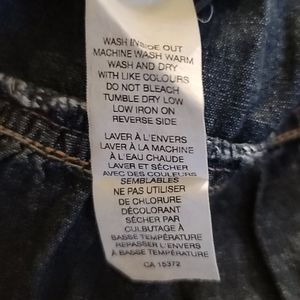 WASH INSIDE OUT
MACHINE WASH WARM
WASH AND DRY
WITH LIKE COLOURS
DO NOT BLEACH
TUMBLE DRY LOW
LOW IRON ON
REVERSE SIDE
LAVER À L'ENVERS
LAVER À LA MACHINE
À L'EAU CHAUDE
LAVER ET SÉCHER
AVEC DES COULEURS
SEMBLABLES
NE PAS UTILISER
DE CHLORURE
DÉCOLORANT
SÉCHER PAR
CULBUTAGE À
BASSE TEMPÉRATURE
REPASSER L'ENVERS
À BASSE TEMPÉRATURE
CA 15372